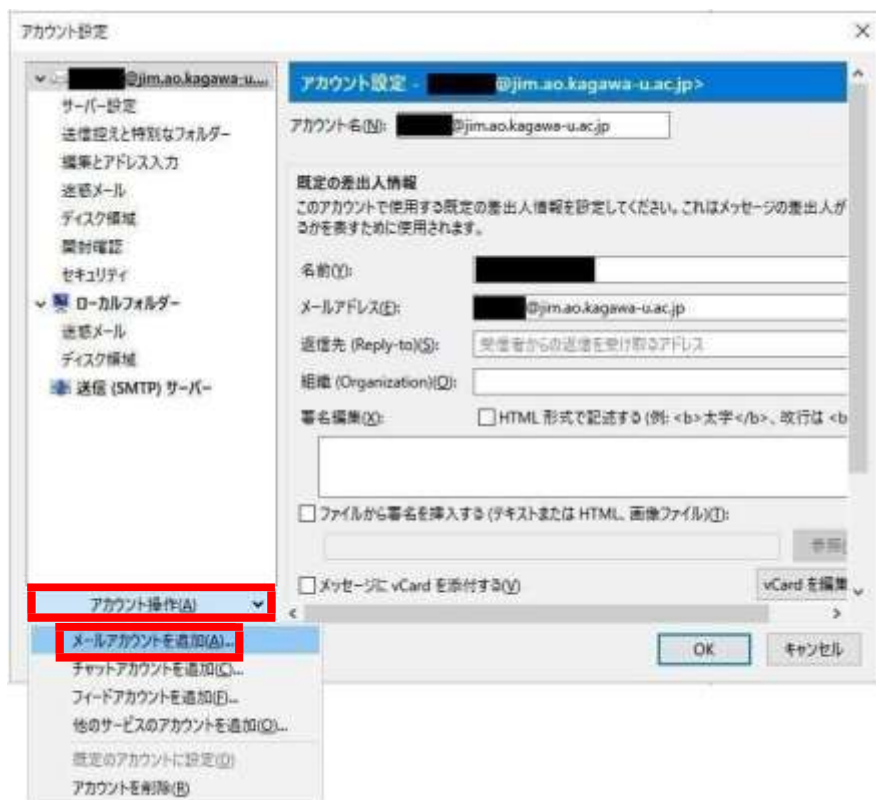 アカウント設定
@jim.ao.kagawa-u....
サーバー設定
送信控えと特別なフォルダー
編集とアドレス入力
迷惑メール
ディスク領域
開封確認
セキュリティ
ローカルフォルダー
迷惑メール
ディスク領域
送信 (SMTP) サーバー
アカウント操作(A)
メールアカウントを追加(A)...
チャットアカウントを追加(C)...
フィードアカウントを追加(F)...
他のサービスのアカウントを追加(O)...
既定のアカウントに設定(D)
アカウントを削除(R)
アカウント設定 - @jim.ao.kagawa-u.ac.jp>
アカウント名(N): @jim.ao.kagawa-u.ac.jp
既定の差出人情報
このアカウントで使用する既定の差出人情報を設定してください。これはメッセージの差出人が
るかを表すために使用されます。
名前(Y):
メールアドレス(E): @jim.ao.kagawa-u.ac.jp
返信先 (Reply-to)(S): 受信者からの返信を受け取るアドレス
組織 (Organization)(O):
署名編集(X): HTML 形式で記述する (例: <b>太字</b>、改行は <b
ファイルから署名を挿入する (テキストまたは HTML、画像ファイル)(T):
参照(
メッセージに vCard を添付する(V) vCard を編集
OK キャンセル